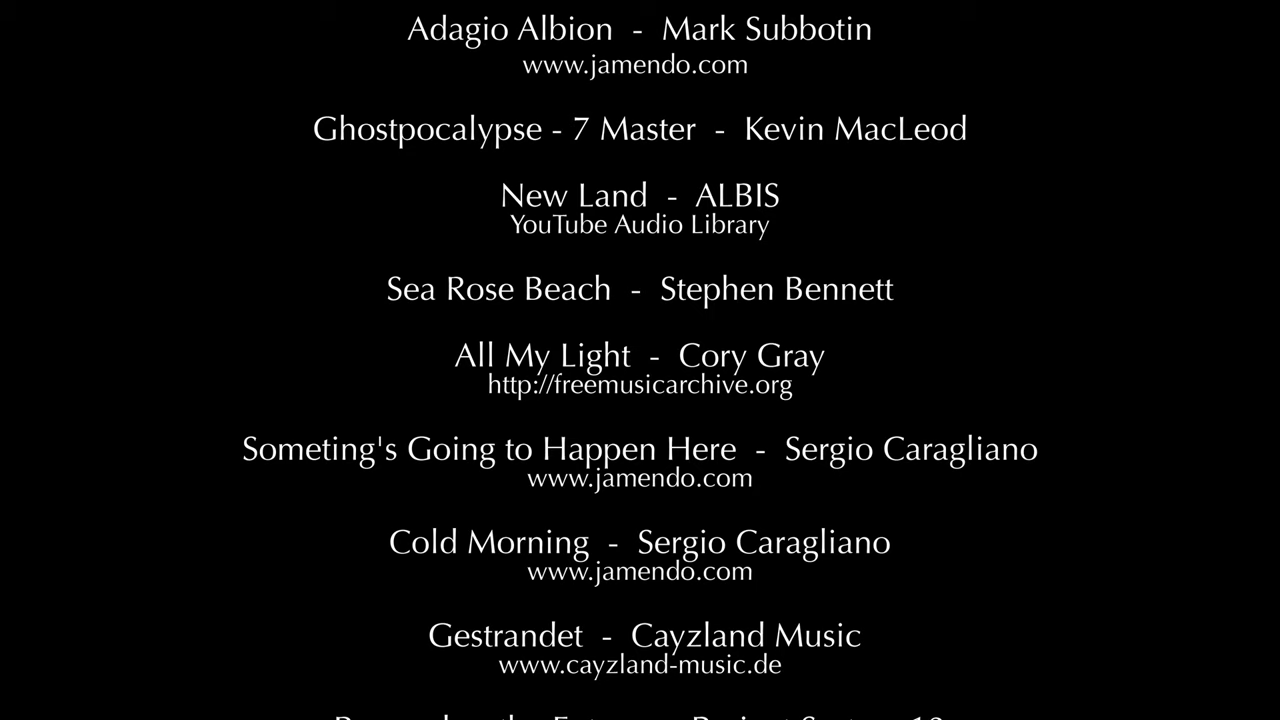 Adagio Albion - Mark Subbotin
www.jamendo.com
Ghostpocalypse - 7 Master - Kevin MacLeod
New Land - ALBIS
YouTube Audio Library
Sea Rose Beach - Stephen Bennett
All My Light - Cory Gray
http://freemusicarchive.org
Someting's Going to Happen Here - Sergio Caragliano
www.jamendo.com
Cold Morning - Sergio Caragliano
www.jamendo.com
Gestrandet - Cayzland Music
www.cayzland-music.de